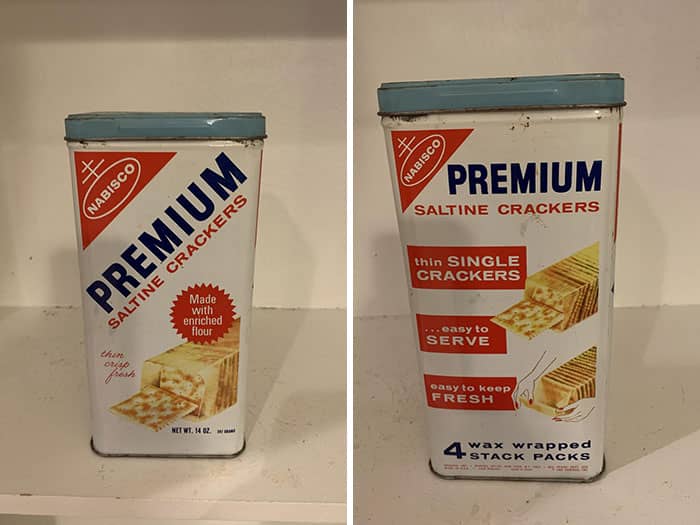 NABISCO
PREMIUM
SALTINE CRACKERS
Made
with
enriched
flour
thin
crisp
fresh
NET WT. 14 OZ.
NABISCO
PREMIUM
SALTINE CRACKERS
thin SINGLE
CRACKERS
...easy to
SERVE
easy to keep
FRESH
4 wax wrapped
STACK PACKS